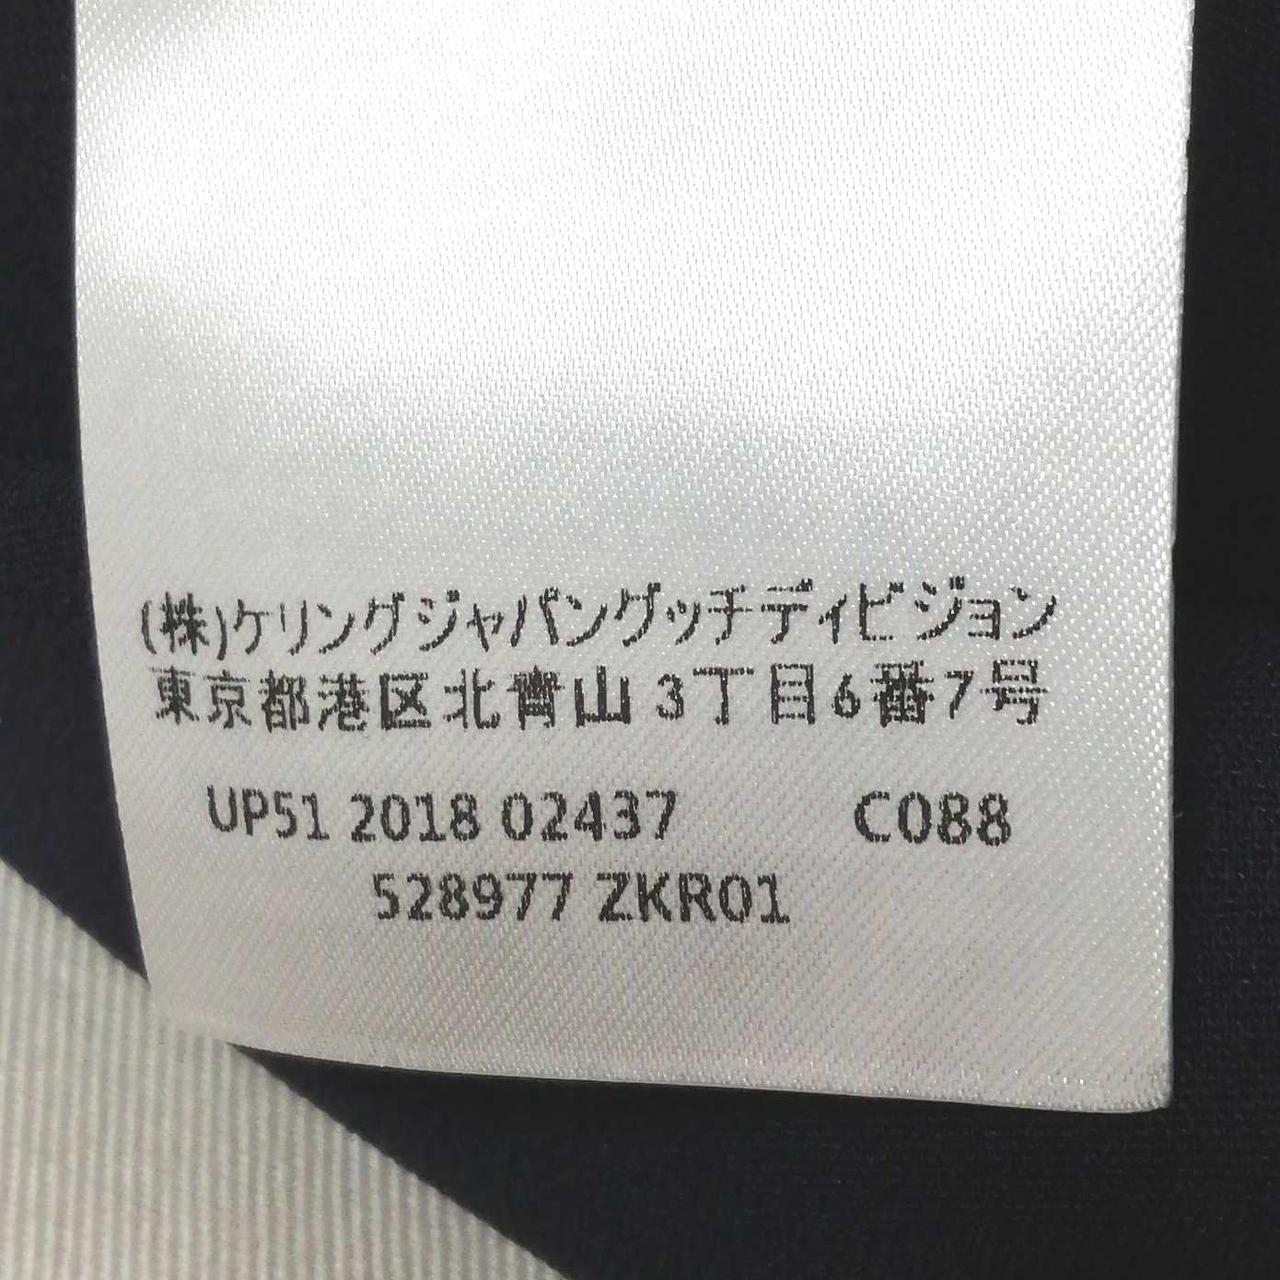 (株)ケリングジャパングッチディビジョン
東京都港区北青山3丁目6番7号
UP51 2018 02437 C088
528977 ZKR01